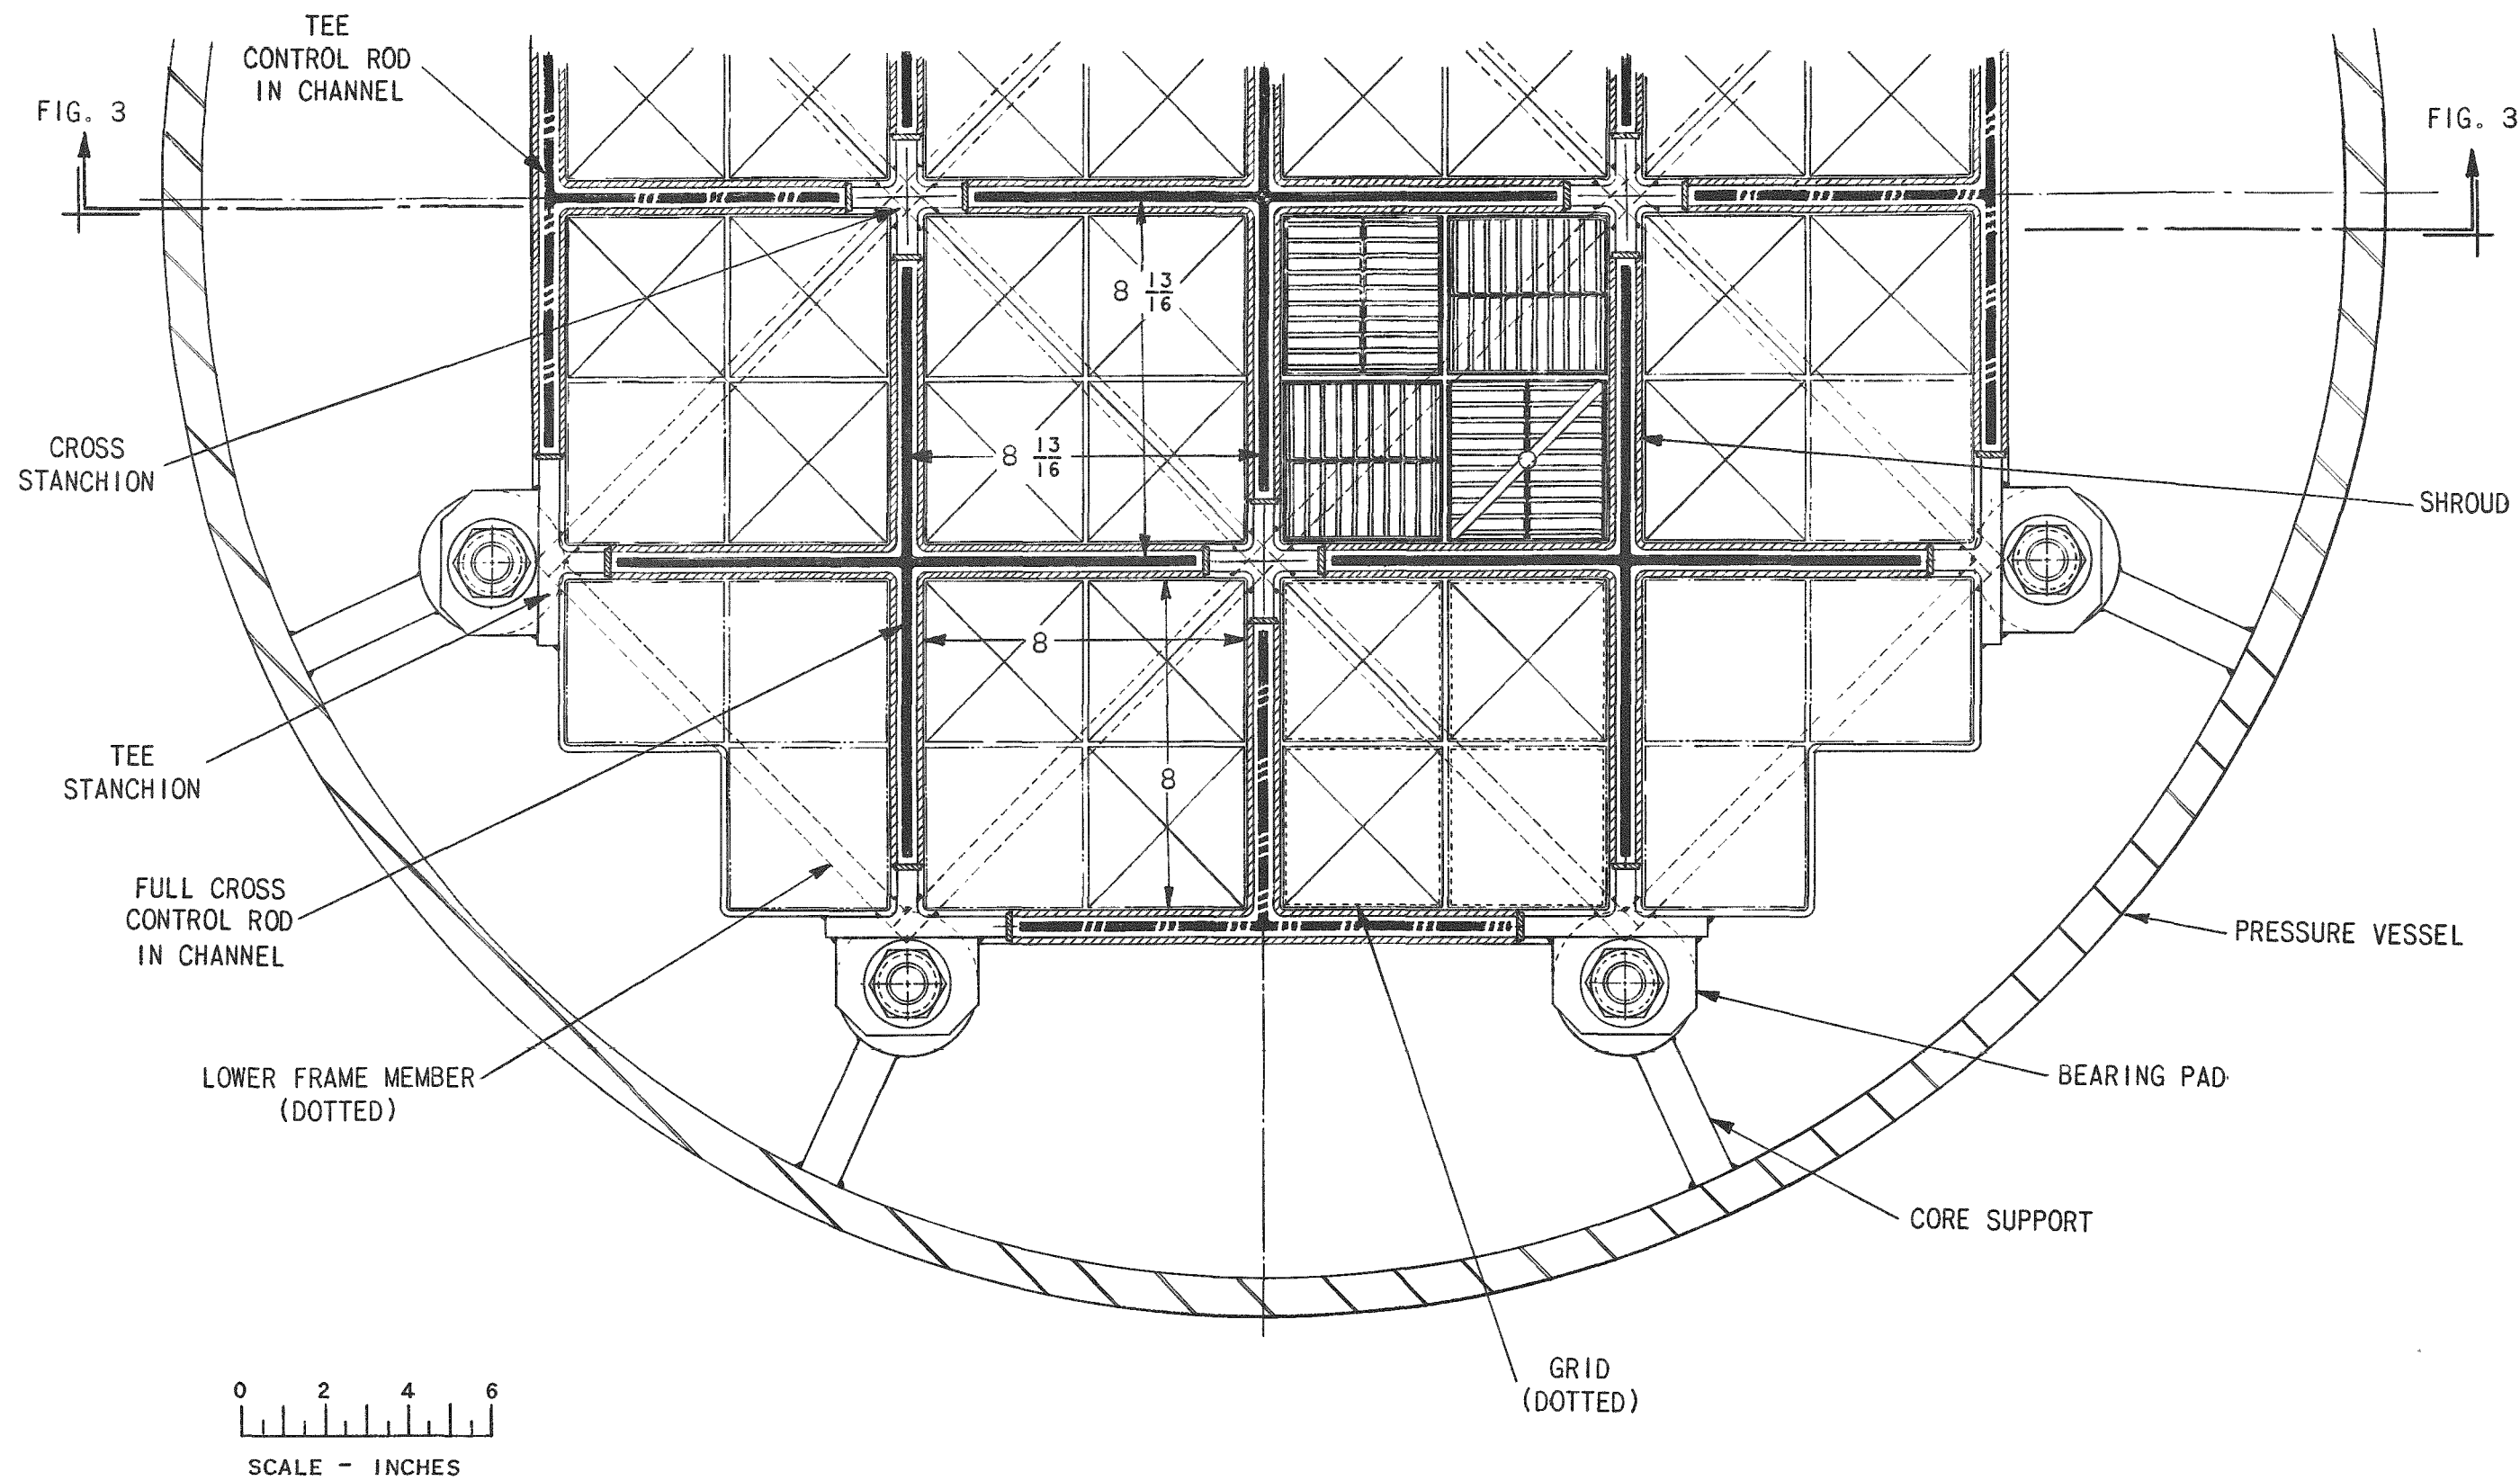 TEE
CONTROL ROD
IN CHANNEL
FIG. 3
FIG. 3
8 13/16
8 13/16
CROSS
STANCHION
SHROUD
8
8
TEE
STANCHION
FULL CROSS
CONTROL ROD
IN CHANNEL
PRESSURE VESSEL
LOWER FRAME MEMBER
(DOTTED)
BEARING PAD
CORE SUPPORT
GRID
(DOTTED)
0 2 4 6
SCALE - INCHES